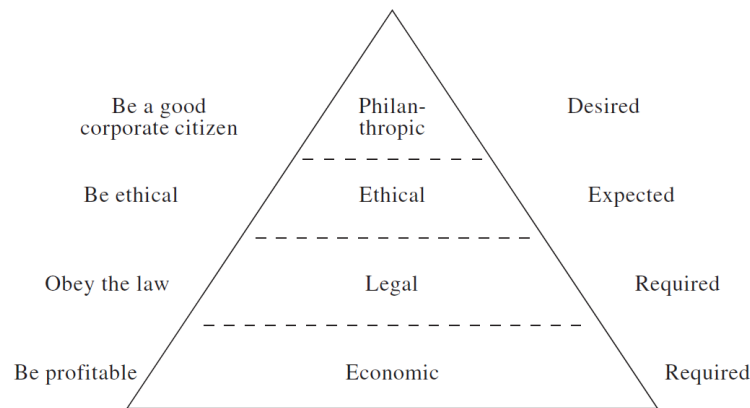 Be a good
corporate citizen
Philan-
thropic
Desired
Be ethical
Ethical
Expected
Obey the law
Legal
Required
Be profitable
Economic
Required